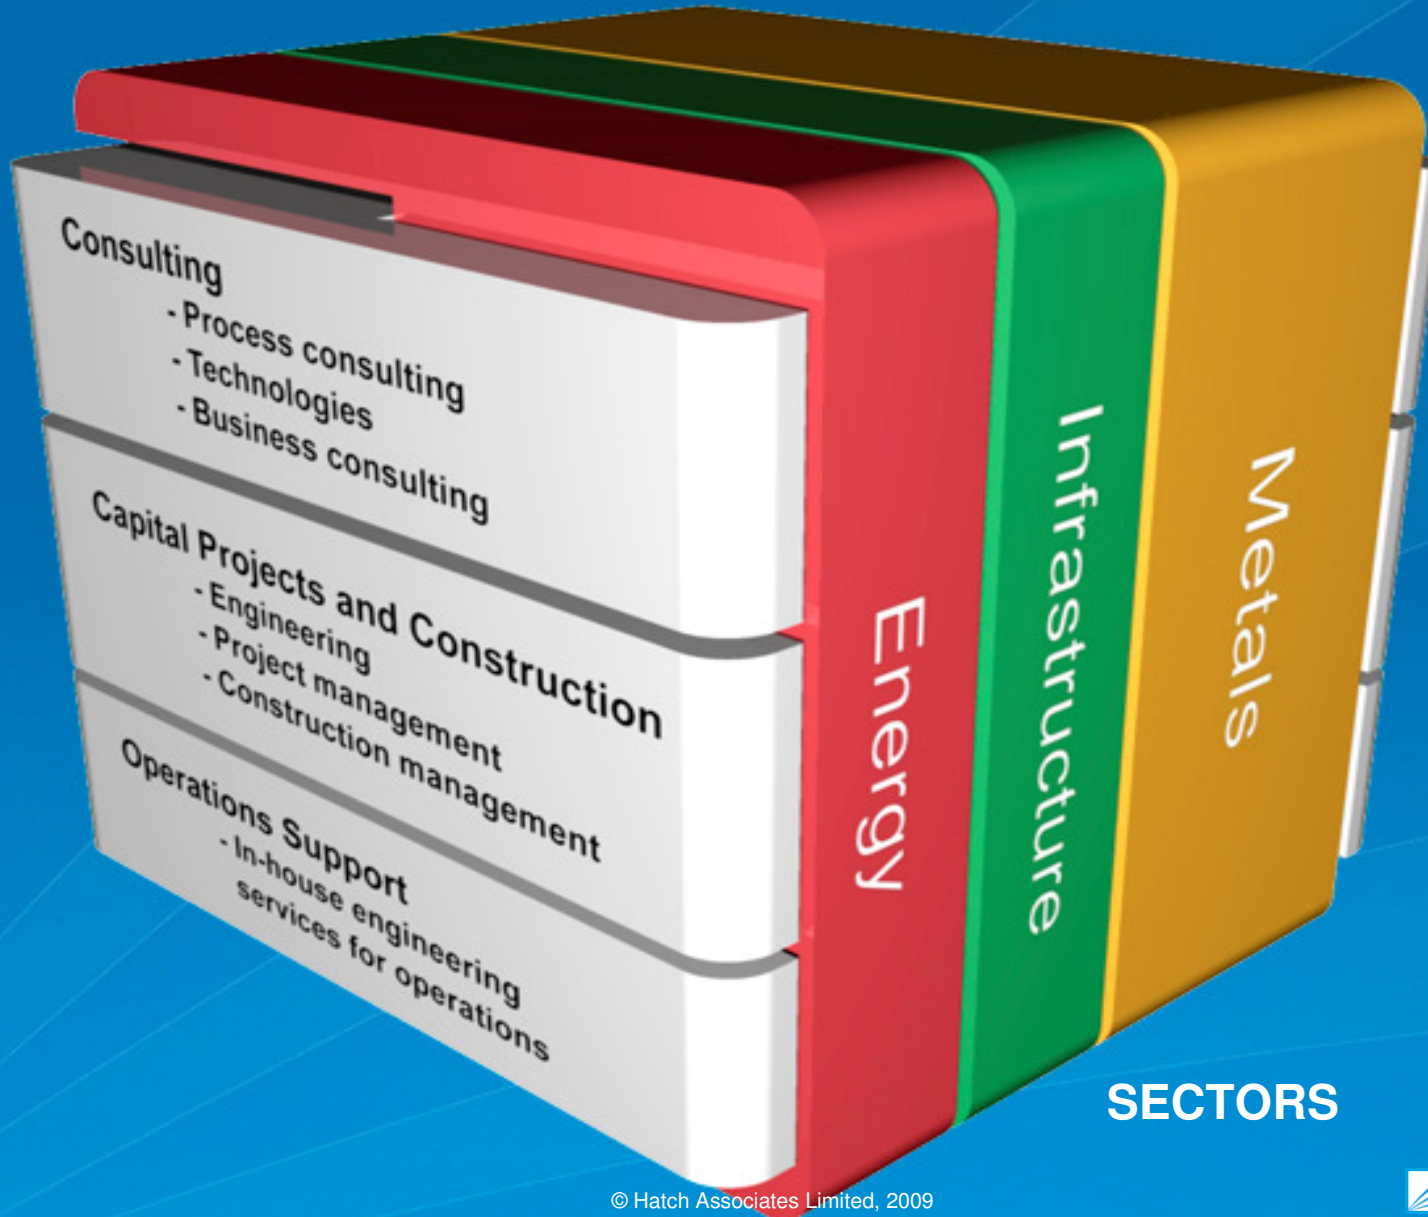 Consulting
- Process consulting
- Technologies
- Business consulting
Capital Projects and Construction
- Engineering
- Project management
- Construction management
Operations Support
- In-house engineering
services for operations
Energy
Infrastructure
Metals
SECTORS
© Hatch Associates Limited, 2009